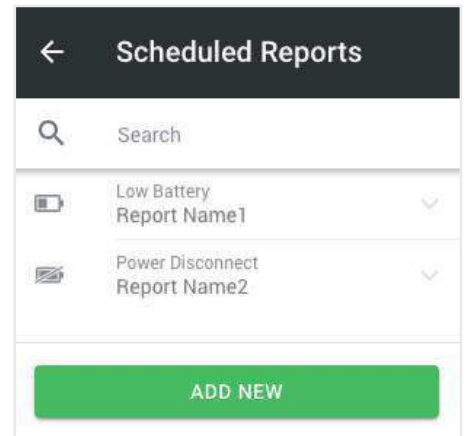 Scheduled Reports
Search
Low Battery
Report Name1
Power Disconnect
Report Name2
ADD NEW